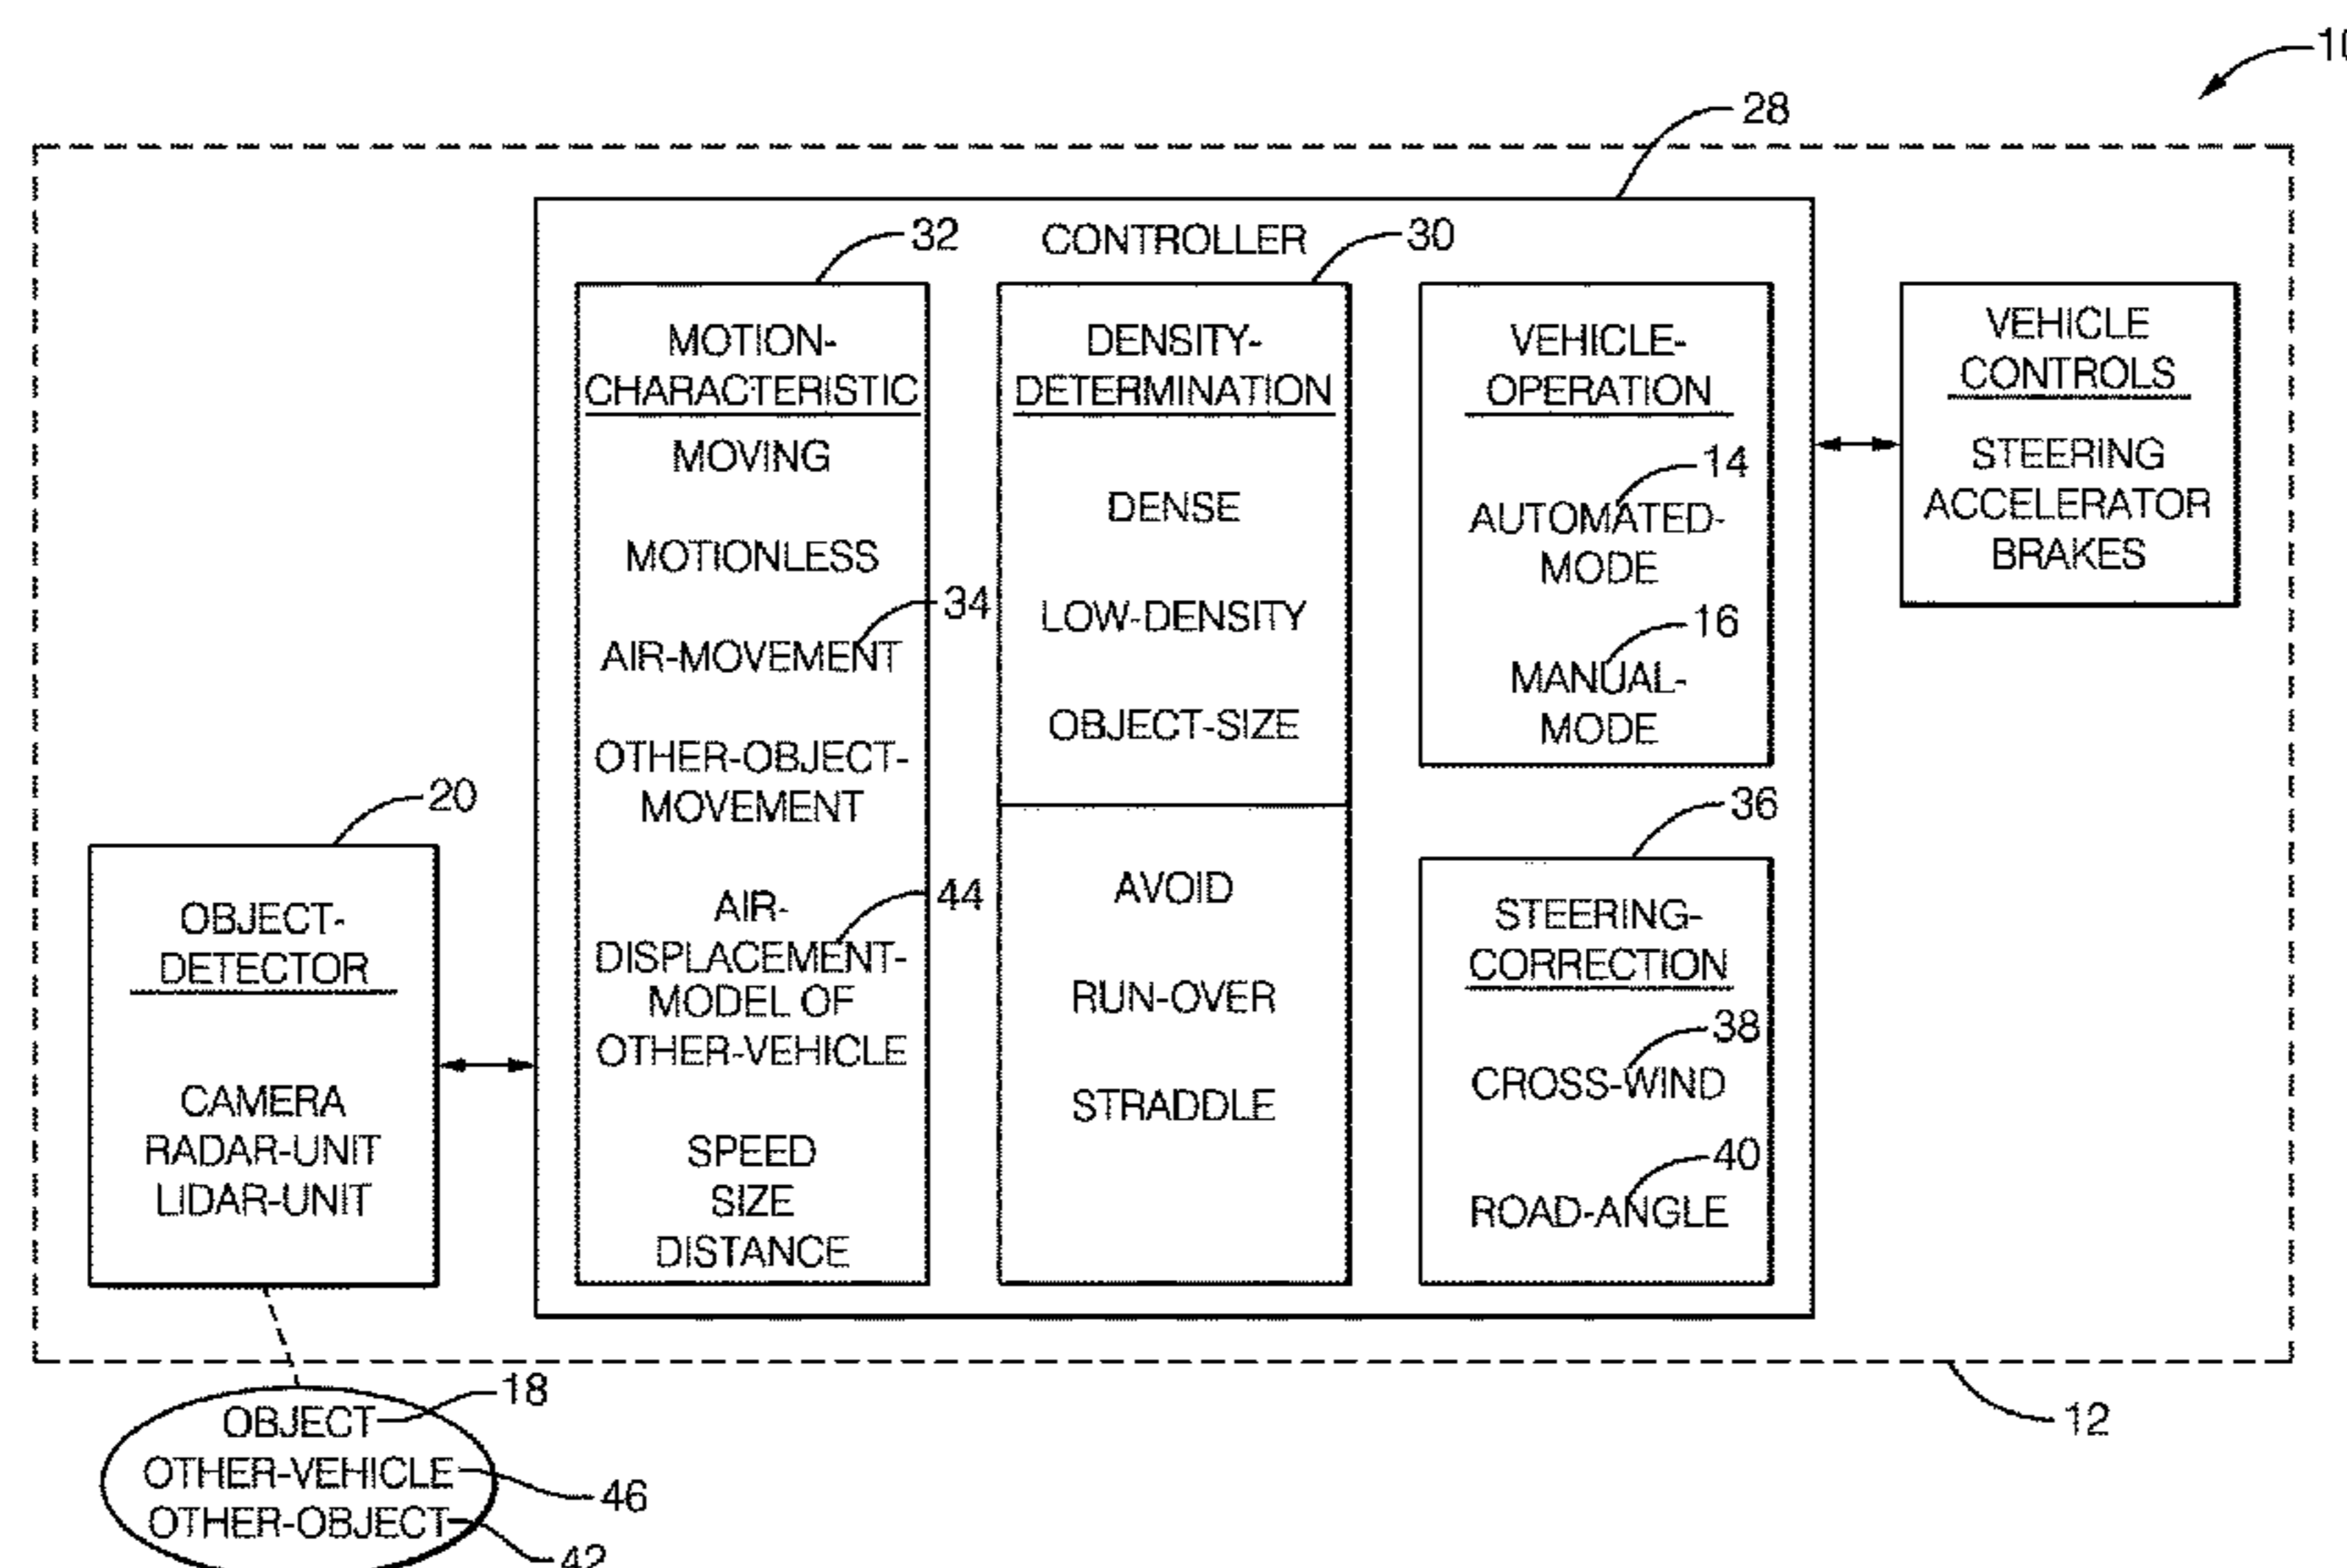 10
28
CONTROLLER
32
30
MOTION-
CHARACTERISTIC
MOVING
MOTIONLESS
34
AIR-MOVEMENT
OTHER-OBJECT-
MOVEMENT
44
AIR-
DISPLACEMENT-
MODEL OF
OTHER-VEHICLE
SPEED
SIZE
DISTANCE
DENSITY-
DETERMINATION
DENSE
LOW-DENSITY
OBJECT-SIZE
AVOID
RUN-OVER
STRADDLE
VEHICLE-
OPERATION
14
AUTOMATED-
MODE
16
MANUAL-
MODE
36
STEERING-
CORRECTION
38
CROSS-WIND
40
ROAD-ANGLE
VEHICLE
CONTROLS
STEERING
ACCELERATOR
BRAKES
20
OBJECT-
DETECTOR
CAMERA
RADAR-UNIT
LIDAR-UNIT
12
OBJECT 18
OTHER-VEHICLE 46
OTHER-OBJECT 42